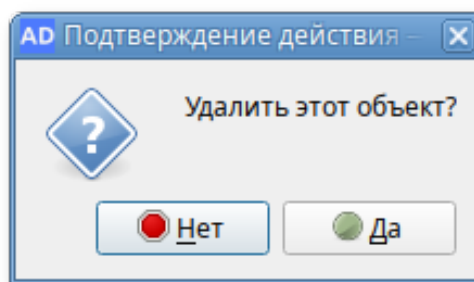 AD Подтверждение действия –
Удалить этот объект?
?
Нет
Да